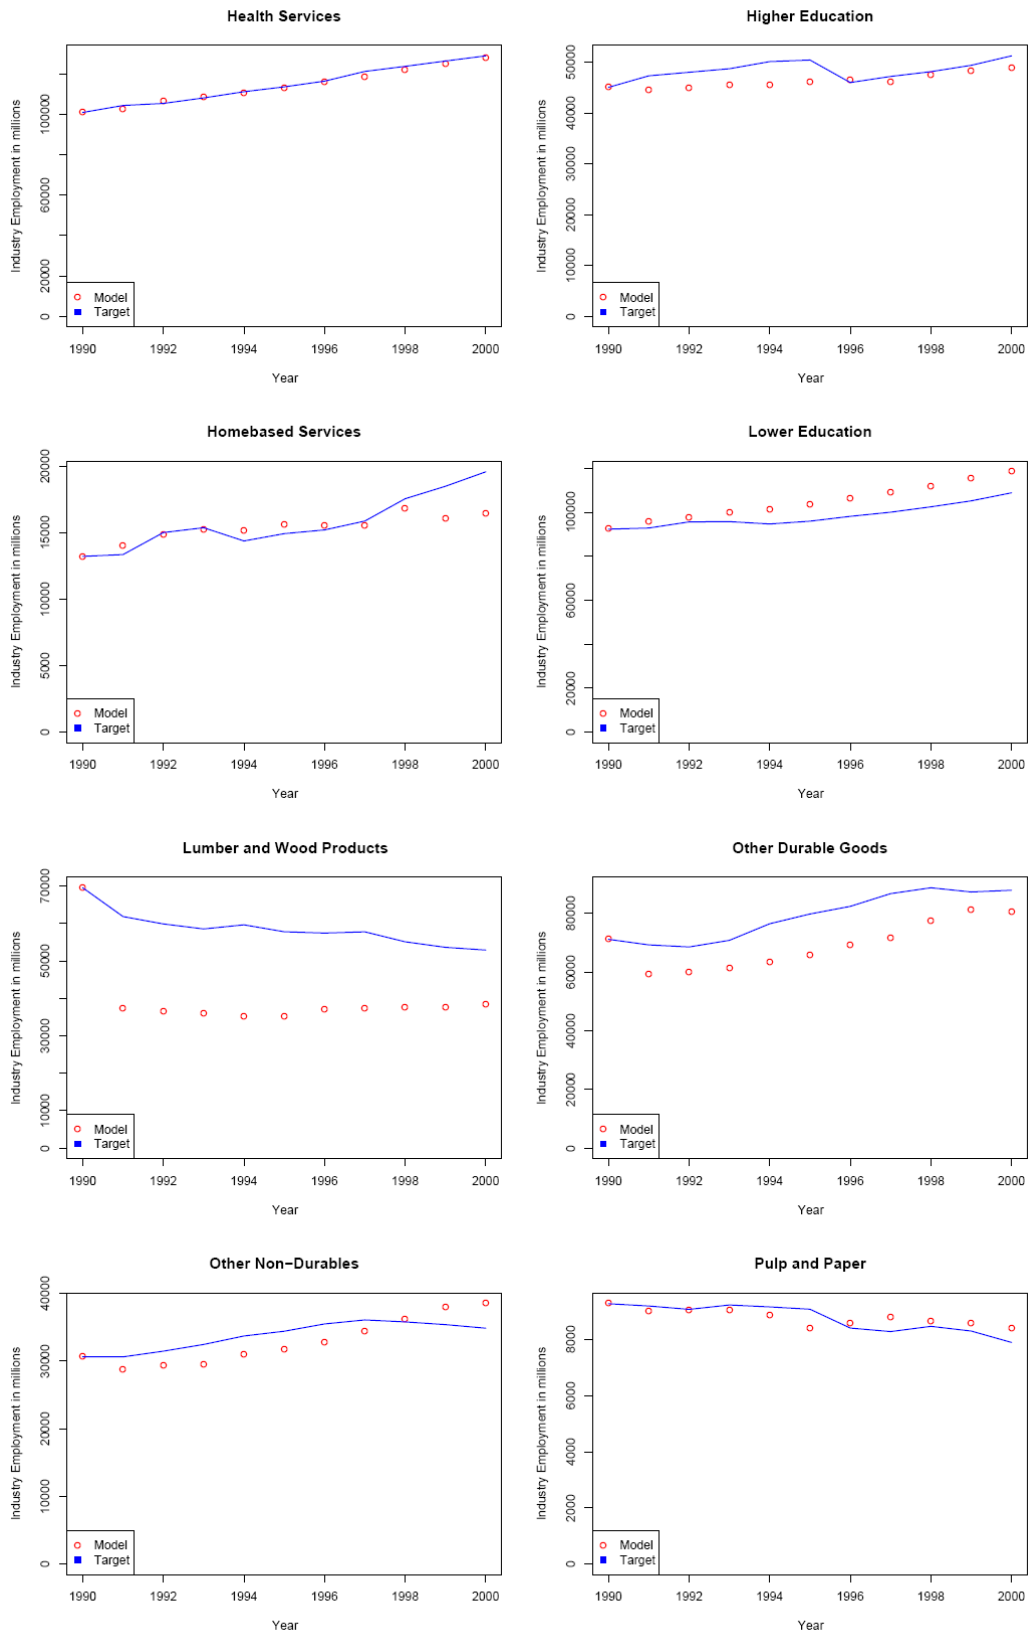 Health Services
Industry Employment in millions
100000
60000
20000
0
Model
Target
1990 1992 1994 1996 1998 2000
Year
Higher Education
Industry Employment in millions
50000
40000
30000
20000
10000
0
Model
Target
1990 1992 1994 1996 1998 2000
Year
Homebased Services
Industry Employment in millions
20000
15000
10000
5000
0
Model
Target
1990 1992 1994 1996 1998 2000
Year
Lower Education
Industry Employment in millions
100000
60000
20000
0
Model
Target
1990 1992 1994 1996 1998 2000
Year
Lumber and Wood Products
Industry Employment in millions
70000
50000
30000
10000
0
Model
Target
1990 1992 1994 1996 1998 2000
Year
Other Durable Goods
Industry Employment in millions
80000
60000
40000
20000
0
Model
Target
1990 1992 1994 1996 1998 2000
Year
Other Non−Durables
Industry Employment in millions
40000
30000
20000
10000
0
Model
Target
1990 1992 1994 1996 1998 2000
Year
Pulp and Paper
Industry Employment in millions
8000
6000
4000
2000
0
Model
Target
1990 1992 1994 1996 1998 2000
Year